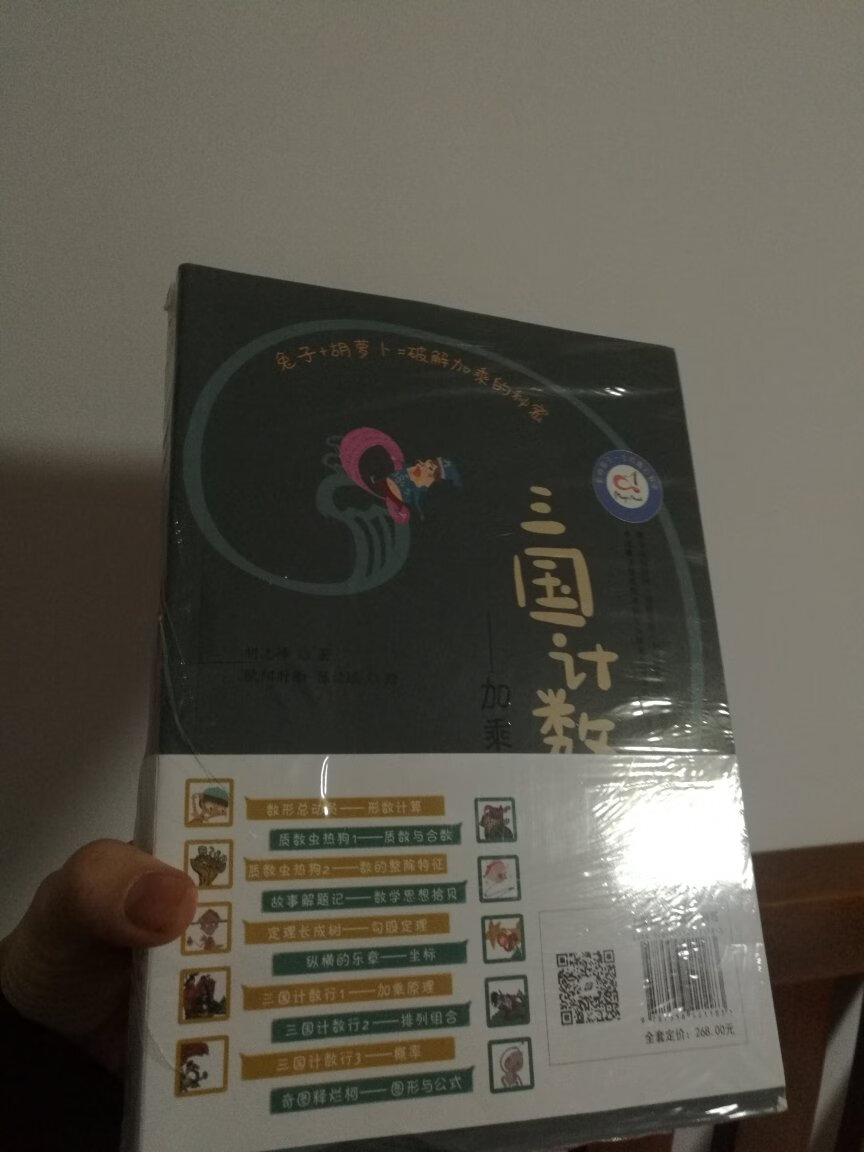 兔子+胡萝卜=破解加乘的秘密
三国计数
——加乘
著
数形总动员——形数计算
质数虫热狗1——质数与合数
质数虫热狗2——数的整除特征
故事解题记——数学思想拾贝
定理长成树——勾股定理
纵横的乐章——坐标
三国计数行1——加乘原理
三国计数行2——排列组合
三国计数行3——概率
奇图释烂柯——图形与公式
全套定价：268.00元